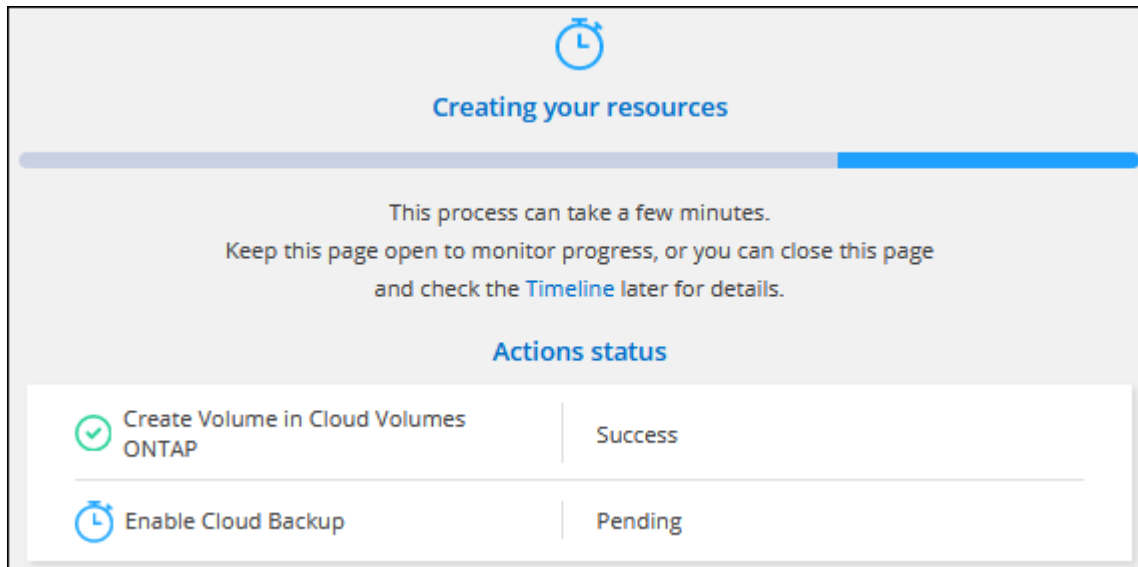 Creating your resources
This process can take a few minutes.
Keep this page open to monitor progress, or you can close this page
and check the Timeline later for details.
Actions status
Create Volume in Cloud Volumes
ONTAP
Success
Enable Cloud Backup
Pending